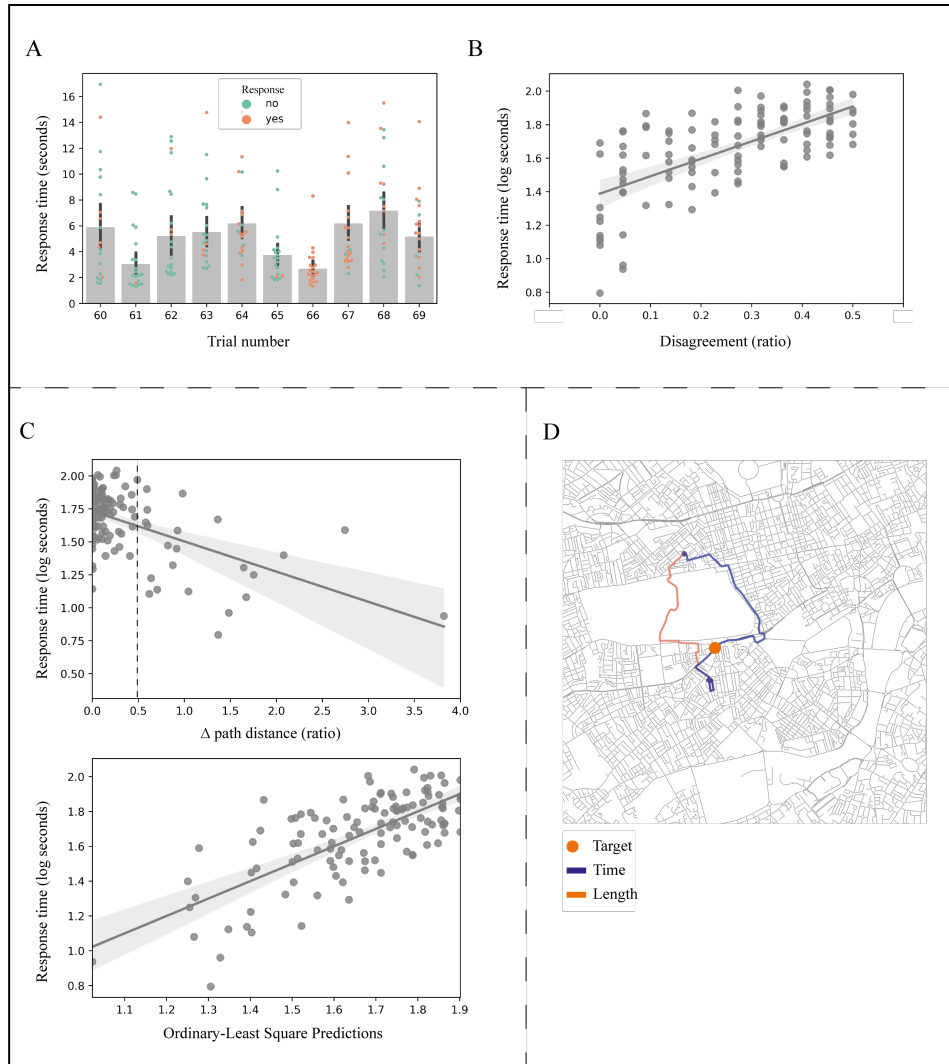 A
Response
no
yes
Response time (seconds)
16
14
12
10
8
6
4
2
0
60 61 62 63 64 65 66 67 68 69
Trial number
B
Response time (log seconds)
2.0
1.8
1.6
1.4
1.2
1.0
0.8
0.0 0.1 0.2 0.3 0.4 0.5
Disagreement (ratio)
C
Response time (log seconds)
2.00
1.75
1.50
1.25
1.00
0.75
0.50
0.0 0.5 1.0 1.5 2.0 2.5 3.0 3.5 4.0
Δ path distance (ratio)
Response time (log seconds)
2.0
1.8
1.6
1.4
1.2
1.0
0.8
1.1 1.2 1.3 1.4 1.5 1.6 1.7 1.8 1.9
Ordinary-Least Square Predictions
D
Target
Time
Length